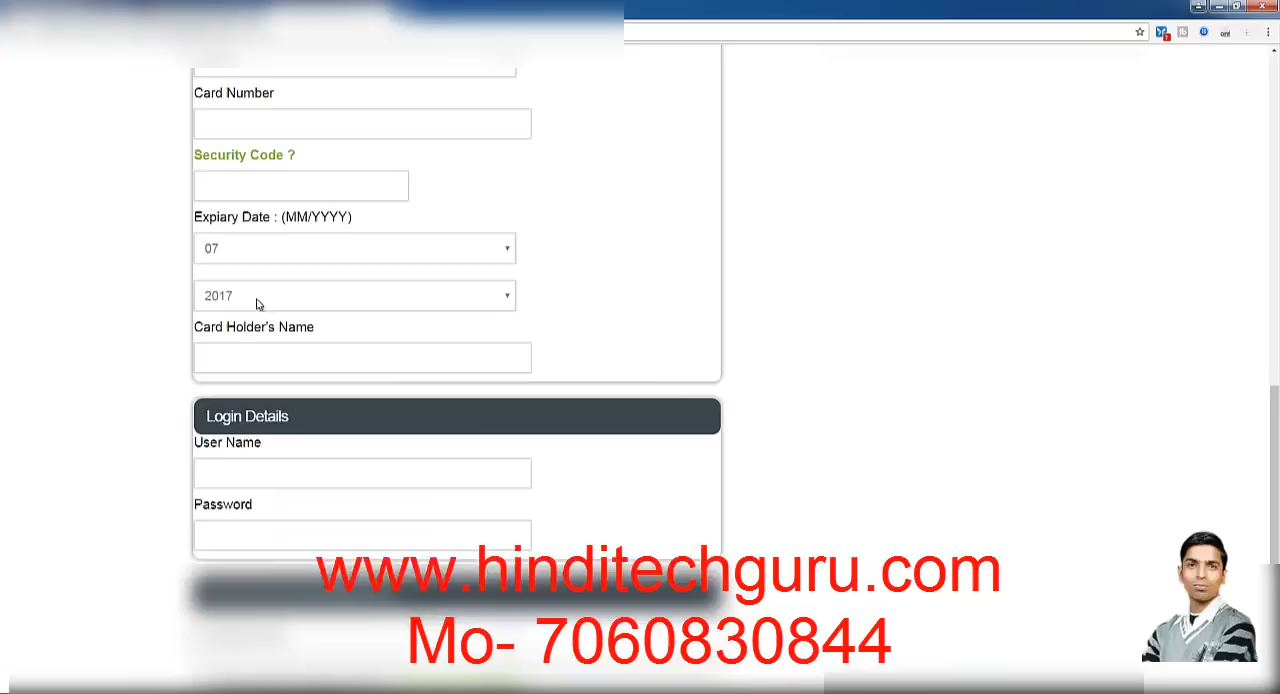 Card Number
Security Code ?
Expiary Date : (MM/YYYY)
07
2017
Card Holder's Name
Login Details
User Name
Password
www.hinditechguru.com
Mo- 7060830844